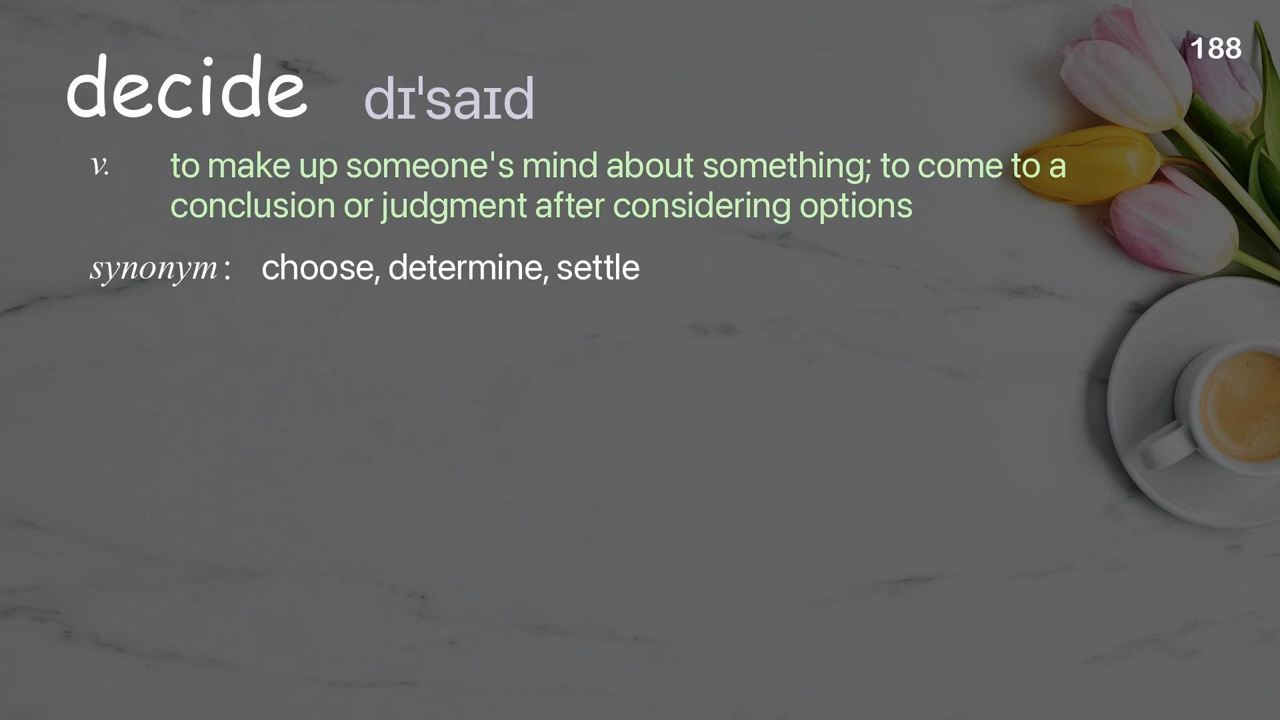 188
decide dɪˈsaɪd
v. to make up someone's mind about something; to come to a
conclusion or judgment after considering options
synonym: choose, determine, settle